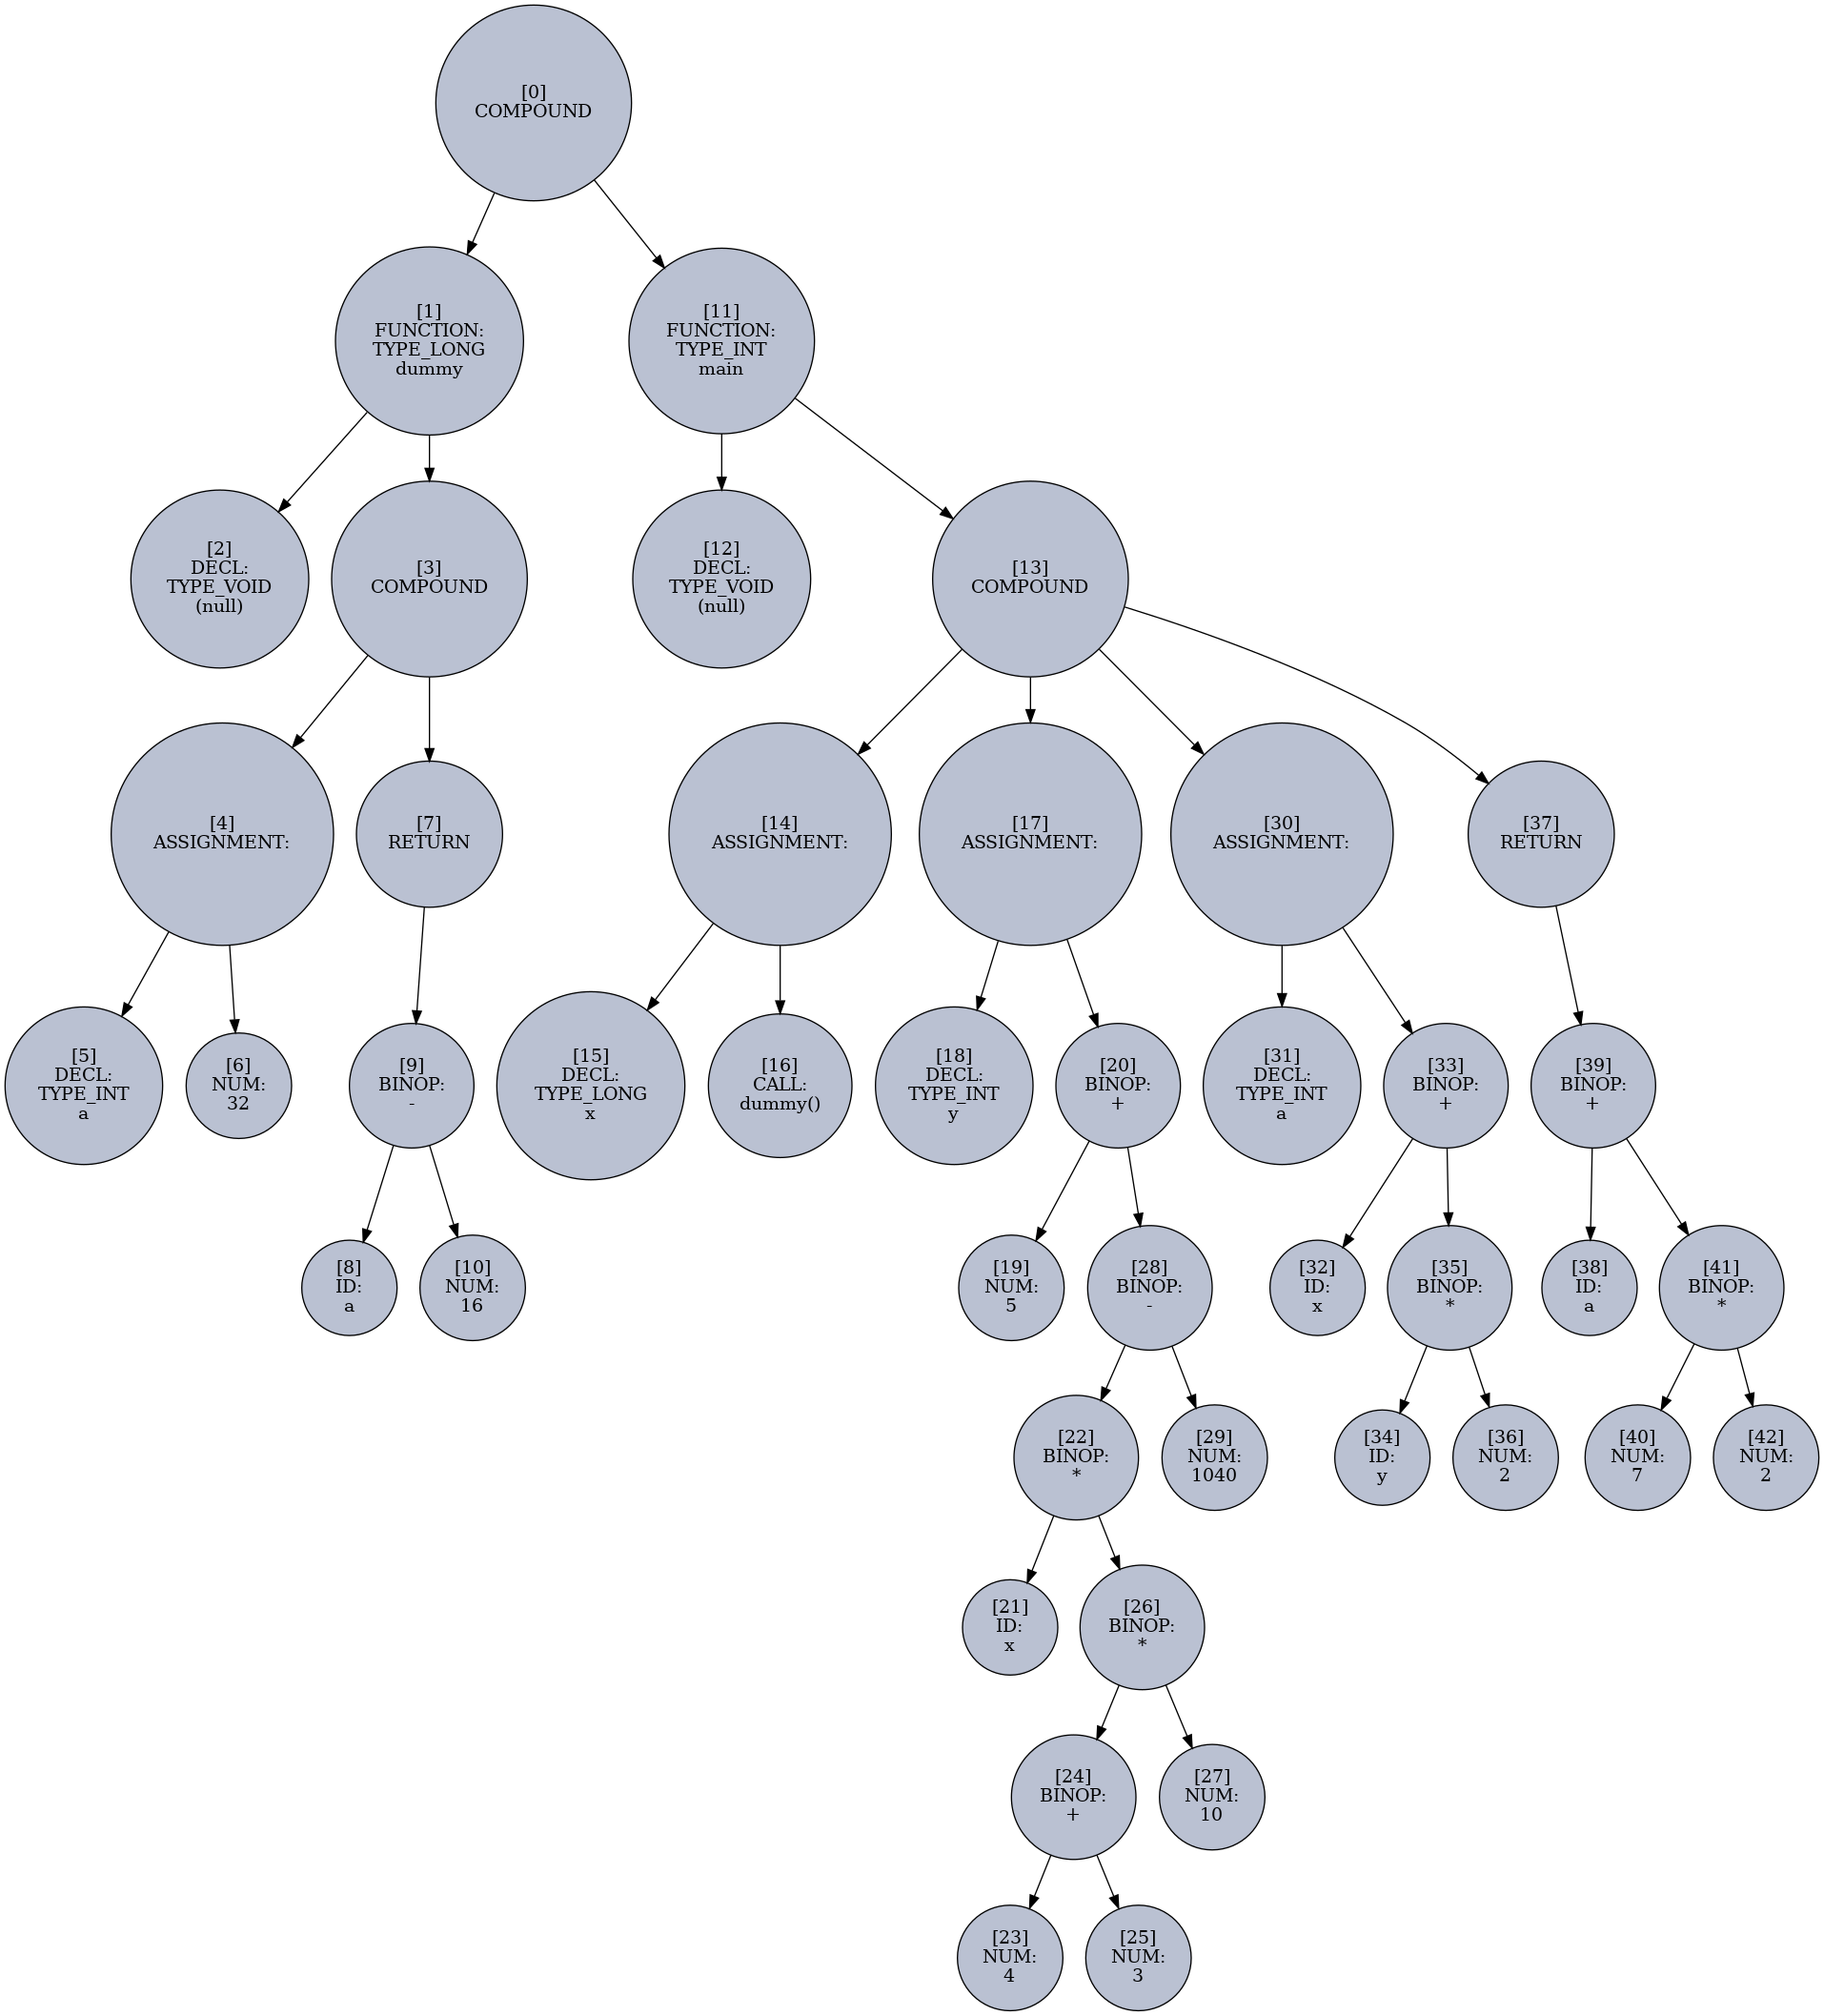 [0]
COMPOUND
[1]
FUNCTION:
TYPE_LONG
dummy
[11]
FUNCTION:
TYPE_INT
main
[2]
DECL:
TYPE_VOID
(null)
[3]
COMPOUND
[12]
DECL:
TYPE_VOID
(null)
[13]
COMPOUND
[4]
ASSIGNMENT:
[7]
RETURN
[14]
ASSIGNMENT:
[17]
ASSIGNMENT:
[30]
ASSIGNMENT:
[37]
RETURN
[5]
DECL:
TYPE_INT
a
[6]
NUM:
32
[9]
BINOP:
-
[15]
DECL:
TYPE_LONG
x
[16]
CALL:
dummy()
[18]
DECL:
TYPE_INT
y
[20]
BINOP:
+
[31]
DECL:
TYPE_INT
a
[33]
BINOP:
+
[39]
BINOP:
+
[8]
ID:
a
[10]
NUM:
16
[19]
NUM:
5
[28]
BINOP:
-
[32]
ID:
x
[35]
BINOP:
*
[38]
ID:
a
[41]
BINOP:
*
[22]
BINOP:
*
[29]
NUM:
1040
[34]
ID:
y
[36]
NUM:
2
[40]
NUM:
7
[42]
NUM:
2
[21]
ID:
x
[26]
BINOP:
*
[24]
BINOP:
+
[27]
NUM:
10
[23]
NUM:
4
[25]
NUM:
3